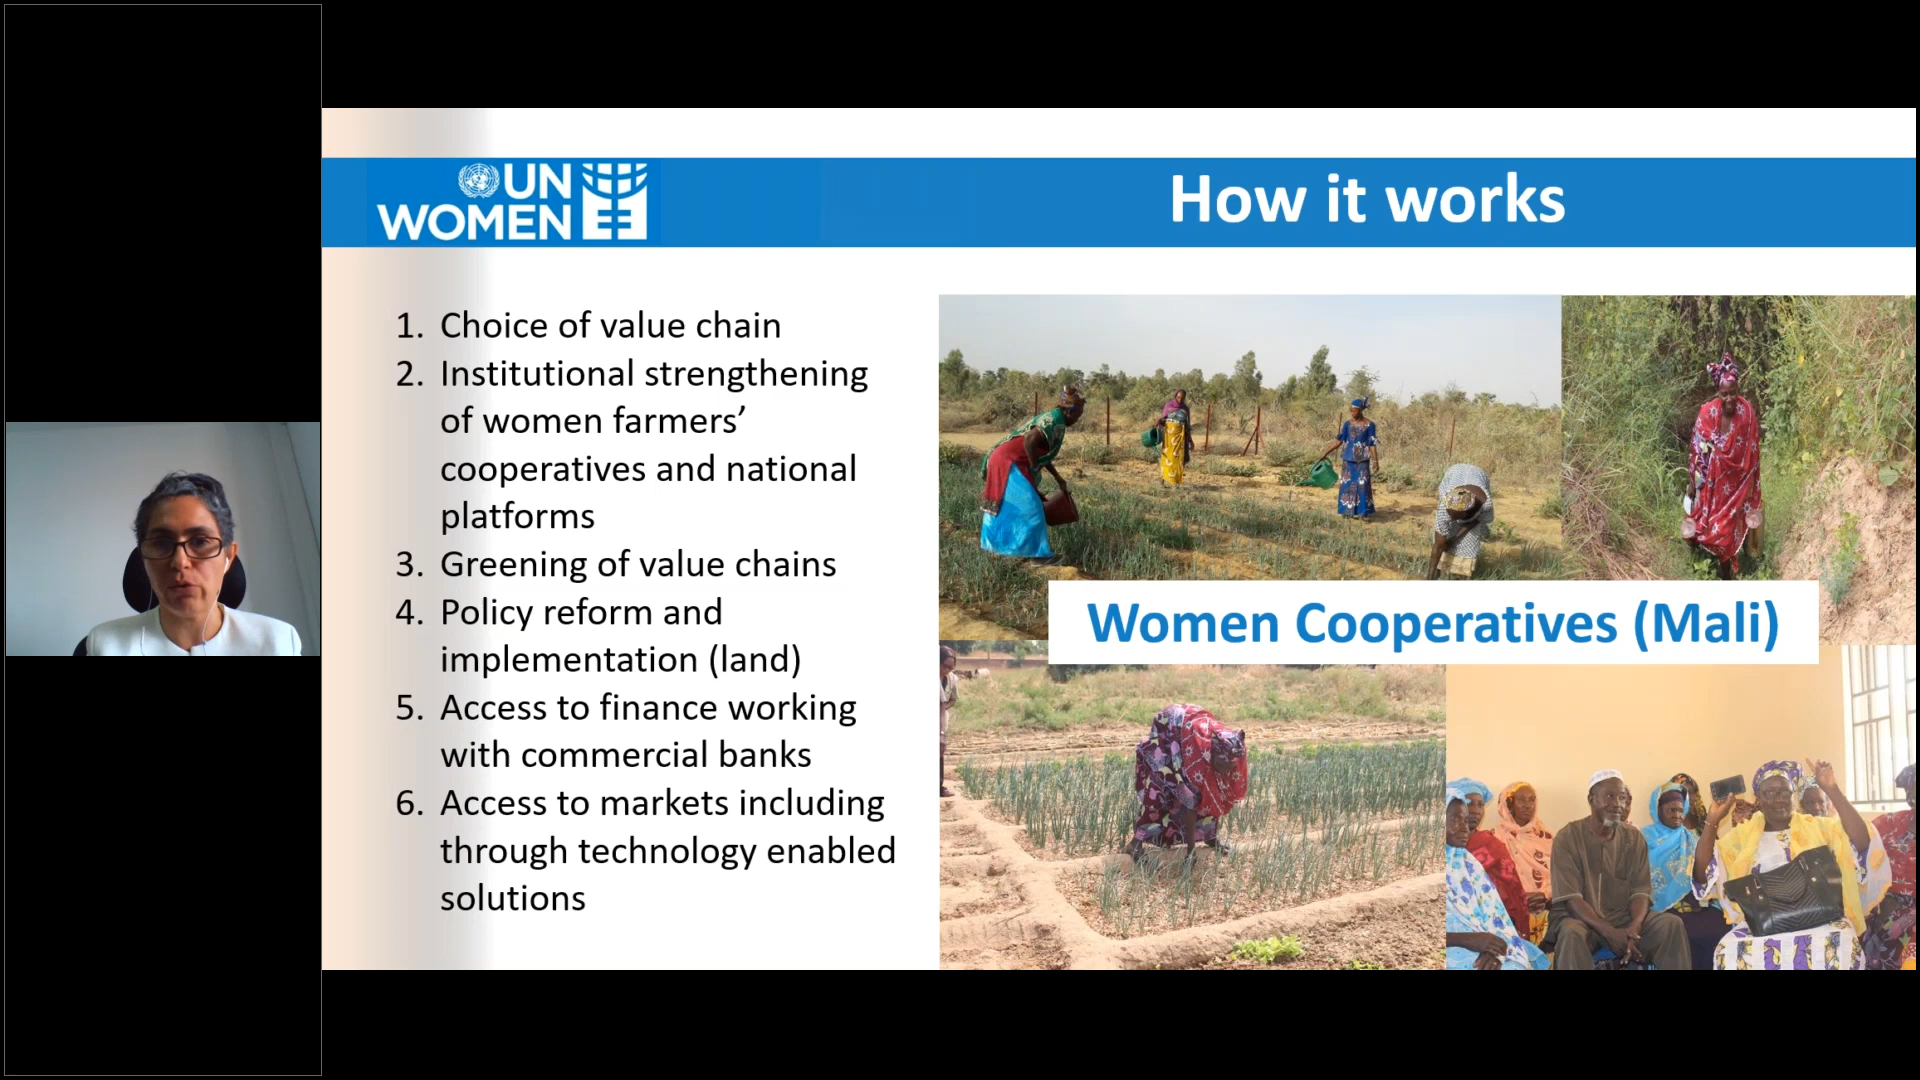 UN
WOMEN
How it works
1. Choice of value chain
2. Institutional strengthening
of women farmers’
cooperatives and national
platforms
3. Greening of value chains
4. Policy reform and
implementation (land)
5. Access to finance working
with commercial banks
6. Access to markets including
through technology enabled
solutions
Women Cooperatives (Mali)